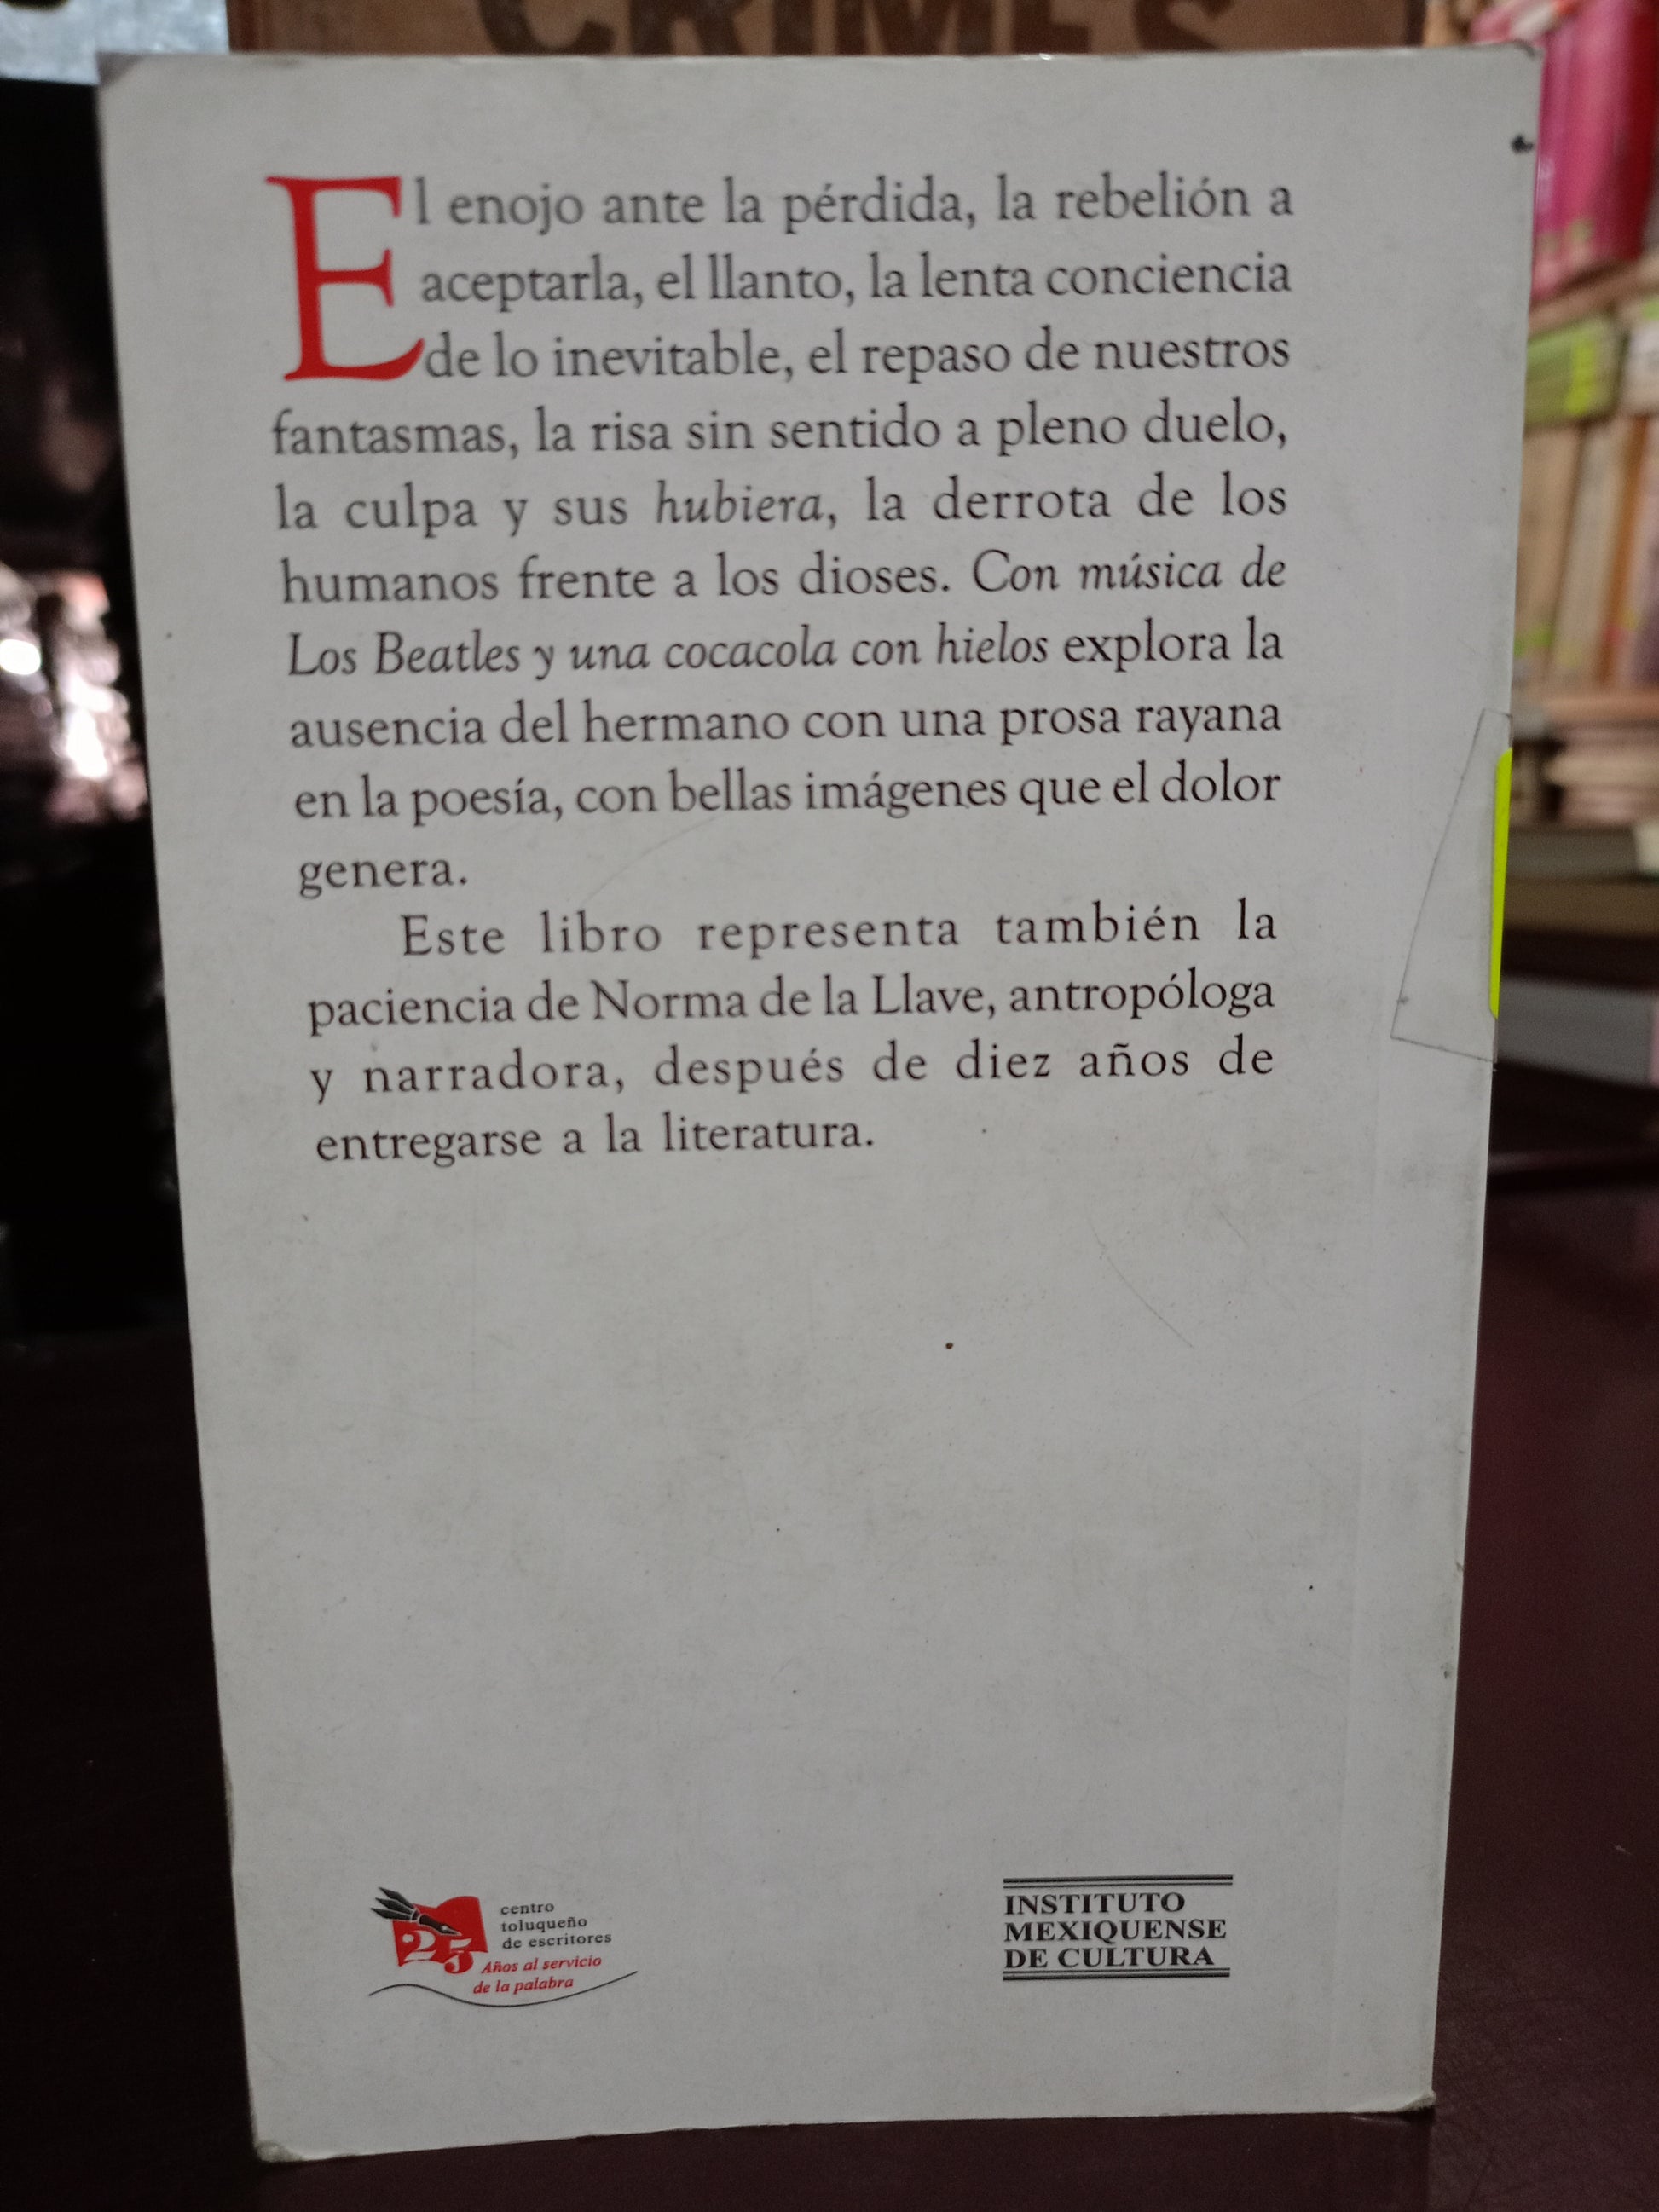 CRIMES
El enojo ante la pérdida, la rebelión a
aceptarla, el llanto, la lenta conciencia
de lo inevitable, el repaso de nuestros
fantasmas, la risa sin sentido a pleno duelo,
la culpa y sus hubiera, la derrota de los
humanos frente a los dioses. Con música de
Los Beatles y una cocacola con hielos explora la
ausencia del hermano con una prosa rayana
en la poesía, con bellas imágenes que el dolor
genera.
Este libro representa también la
paciencia de Norma de la Llave, antropóloga
y narradora, después de diez años de
entregarse a la literatura.
25
centro
toluqueño
de escritores
Años al servicio
de la palabra
INSTITUTO
MEXIQUENSE
DE CULTURA